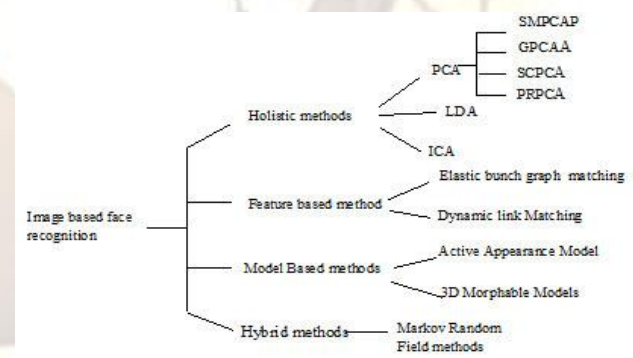 SMPCAP
GPCAA
PCA
SCPCA
PRPCA
Holistic methods
LDA
ICA
Elastic bunch graph matching
Feature based method
Dynamic link Matching
Image based face
recognition
Active Appearance Model
Model Based methods
3D Morphable Models
Hybrid methods
Markov Random
Field methods